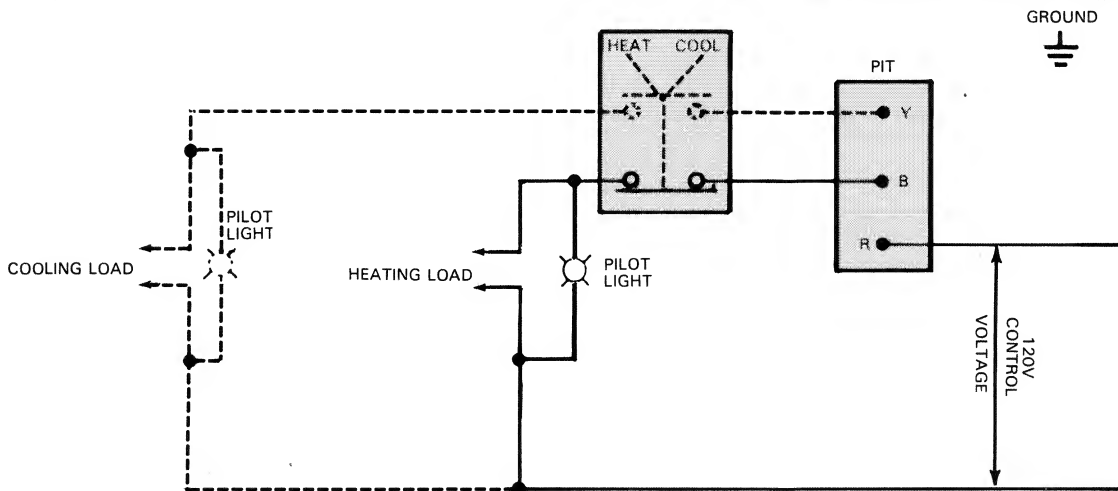 GROUND
HEAT COOL
PIT
Y
PILOT
LIGHT
B
R
COOLING LOAD
HEATING LOAD
PILOT
LIGHT
120V
CONTROL
VOLTAGE